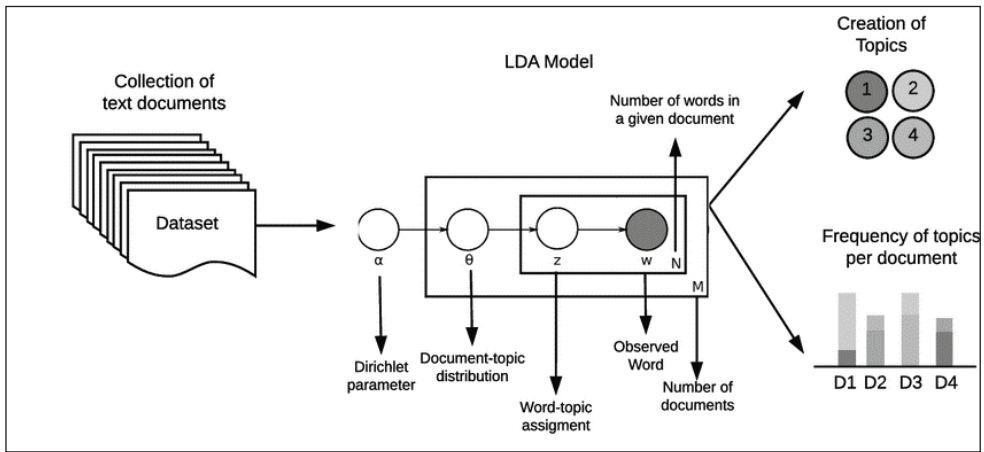 Collection of
text documents
Dataset
LDA Model
Number of words in
a given document
α
θ
z
w
N
M
Dirichlet
parameter
Document-topic
distribution
Word-topic
assigment
Observed
Word
Number of
documents
Creation of
Topics
1
2
3
4
Frequency of topics
per document
D1 D2 D3 D4